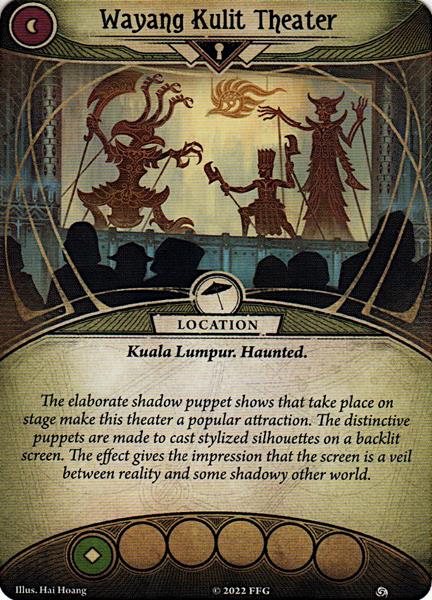 Wayang Kulit Theater
LOCATION
Kuala Lumpur. Haunted.
The elaborate shadow puppet shows that take place on
stage make this theater a popular attraction. The distinctive
puppets are made to cast stylized silhouettes on a backlit
screen. The effect gives the impression that the screen is a veil
between reality and some shadowy other world.
Illus. Hai Hoang
© 2022 FFG